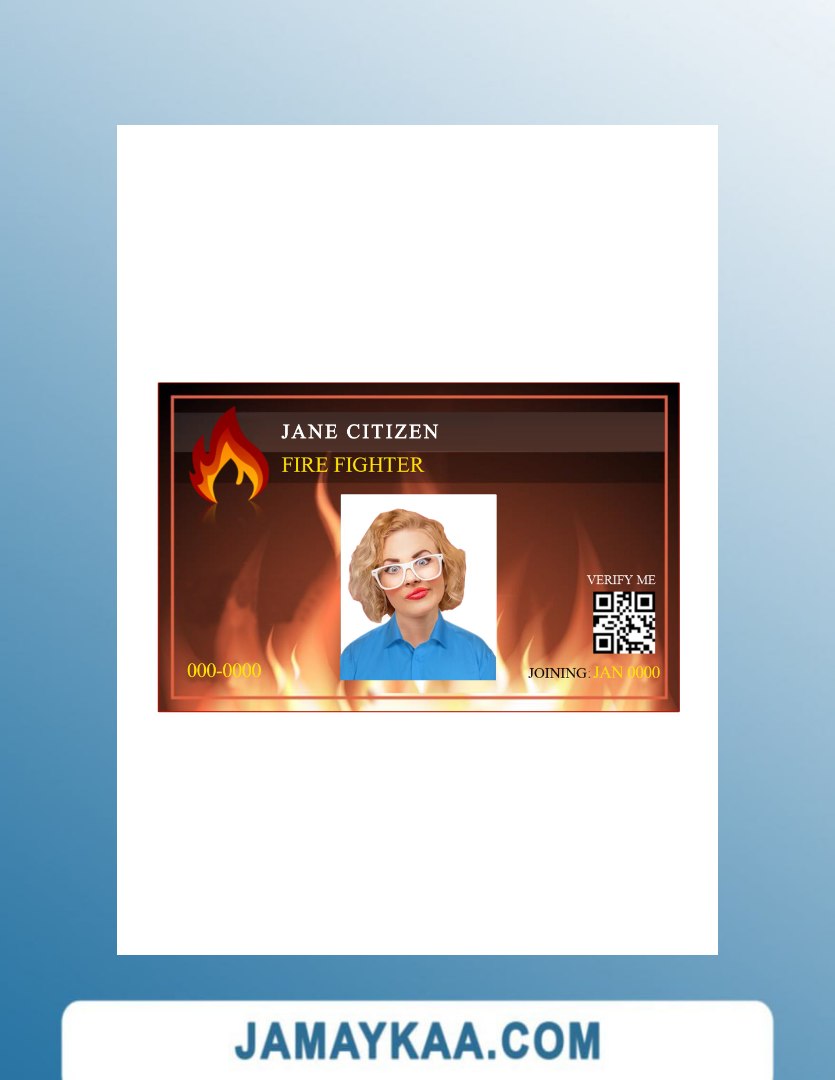 JANE CITIZEN
FIRE FIGHTER
VERIFY ME
000-0000
JOINING: JAN 0000
JAMAYKAA.COM